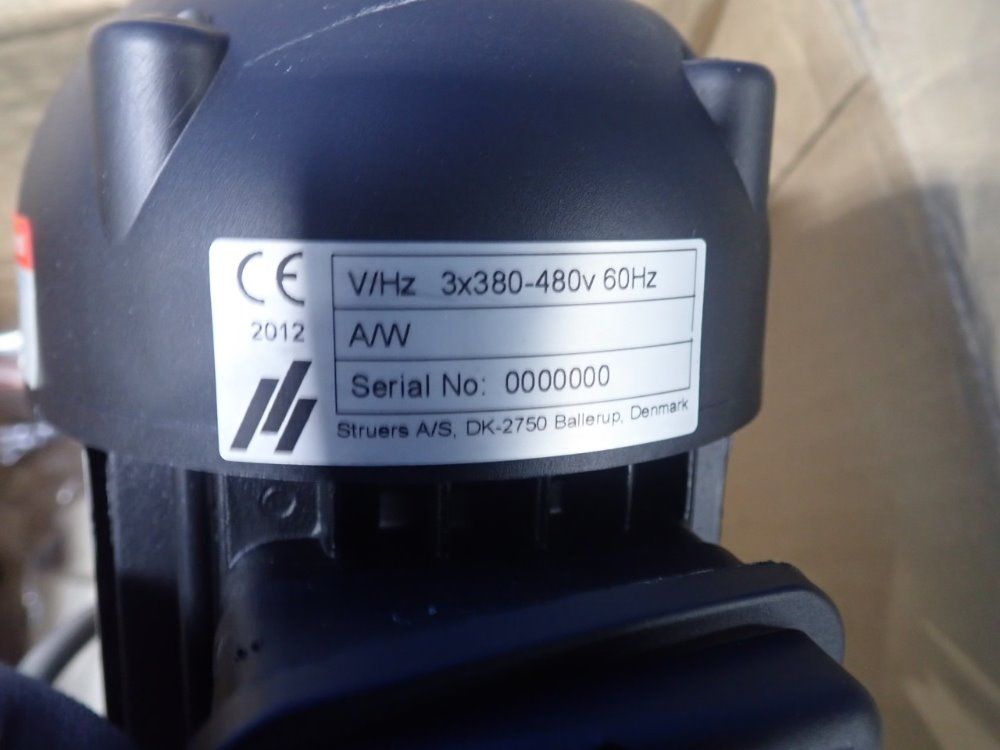 CE
2012
V/Hz 3x380-480v 60Hz
A/W
Serial No: 0000000
Struers A/S, DK-2750 Ballerup, Denmark